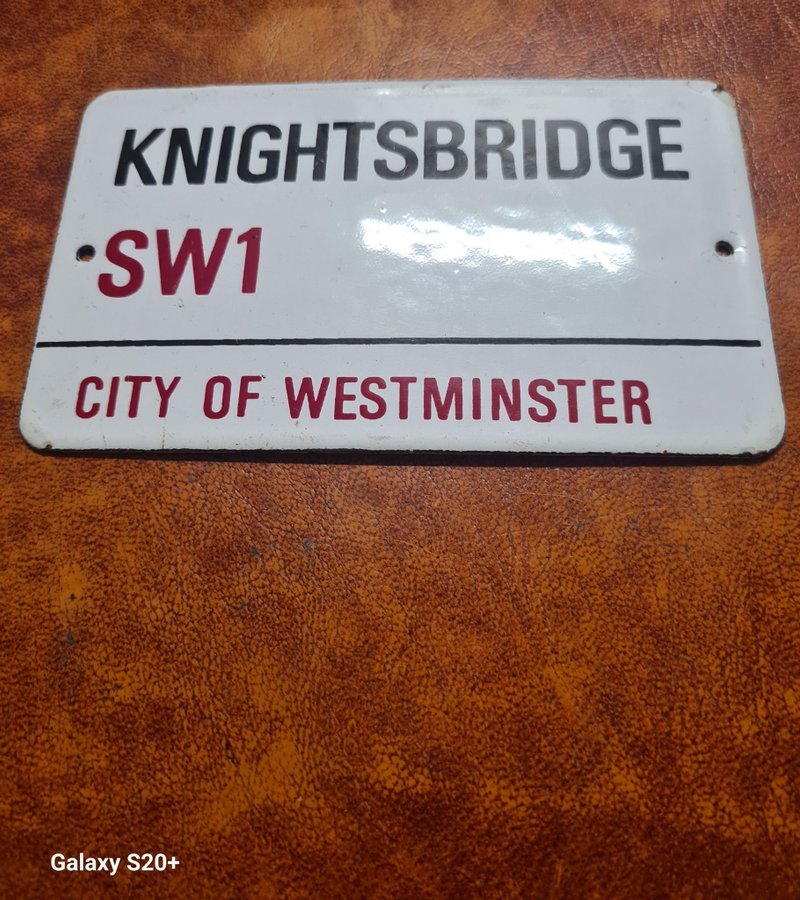 KNIGHTSBRIDGE
SW1
CITY OF WESTMINSTER
Galaxy S20+